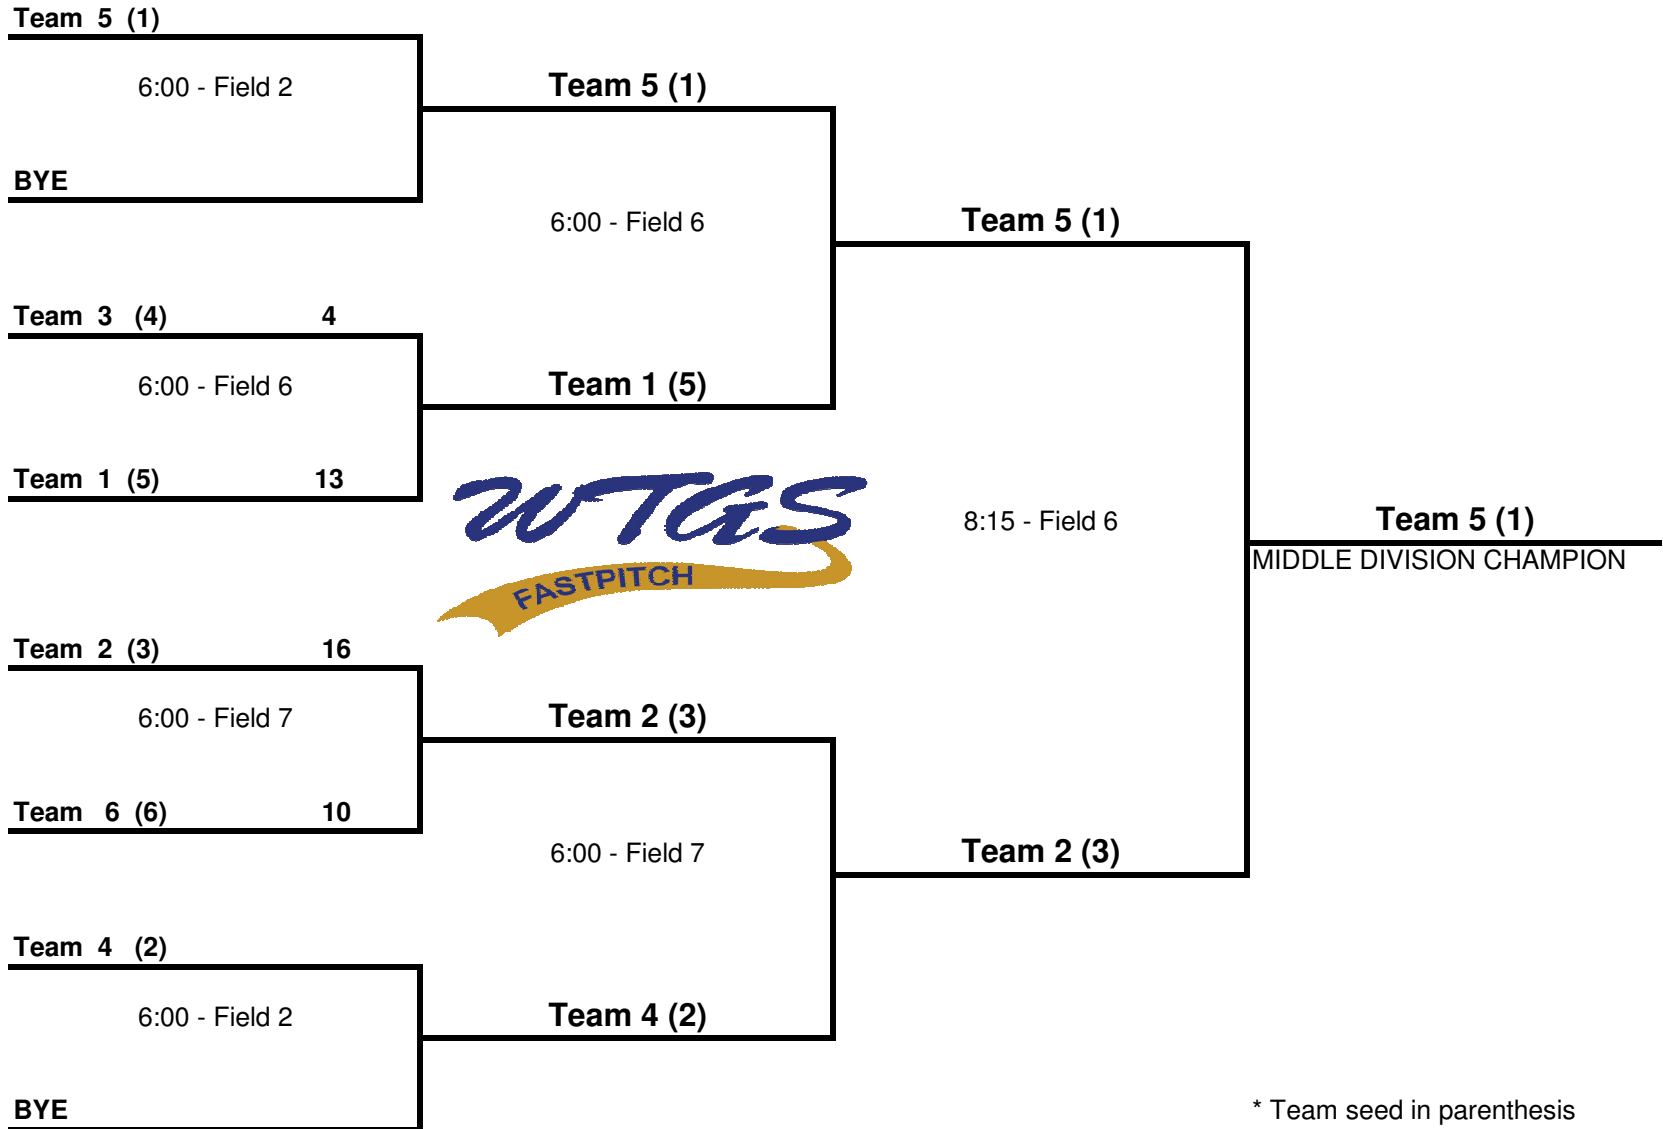 Team 5 (1)
6:00 - Field 2
BYE
Team 3 (4) 4
6:00 - Field 6
Team 1 (5) 13
Team 2 (3) 16
6:00 - Field 7
Team 6 (6) 10
Team 4 (2)
6:00 - Field 2
BYE
Team 5 (1)
6:00 - Field 6
Team 1 (5)
WTGS
FASTPITCH
Team 2 (3)
6:00 - Field 7
Team 4 (2)
Team 5 (1)
8:15 - Field 6
Team 2 (3)
Team 5 (1)
MIDDLE DIVISION CHAMPION
* Team seed in parenthesis